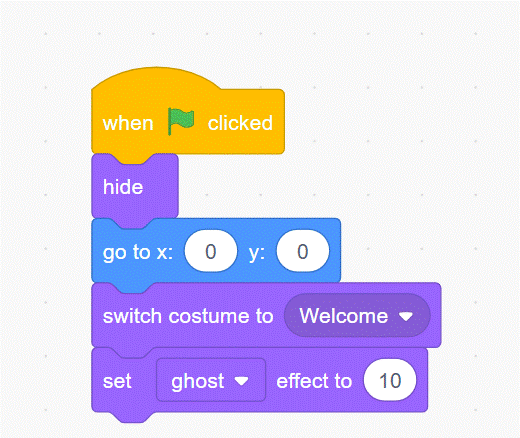 when clicked
hide
go to x: 0 y: 0
switch costume to Welcome
set ghost effect to 10